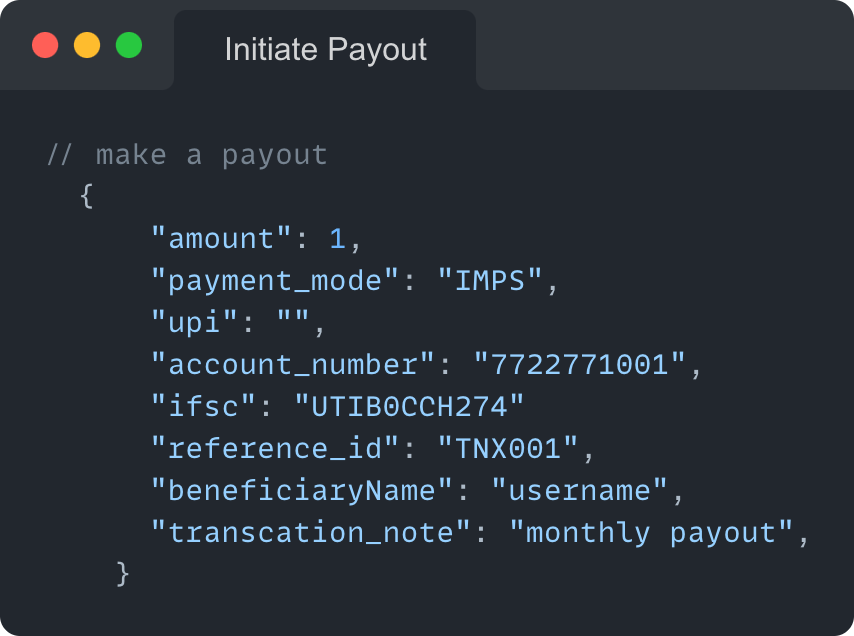 Initiate Payout
// make a payout
{
"amount": 1,
"payment_mode": "IMPS",
"upi": "",
"account_number": "7722771001",
"ifsc": "UTIB0CCH274"
"reference_id": "TNX001",
"beneficiaryName": "username",
"transcation_note": "monthly payout",
}